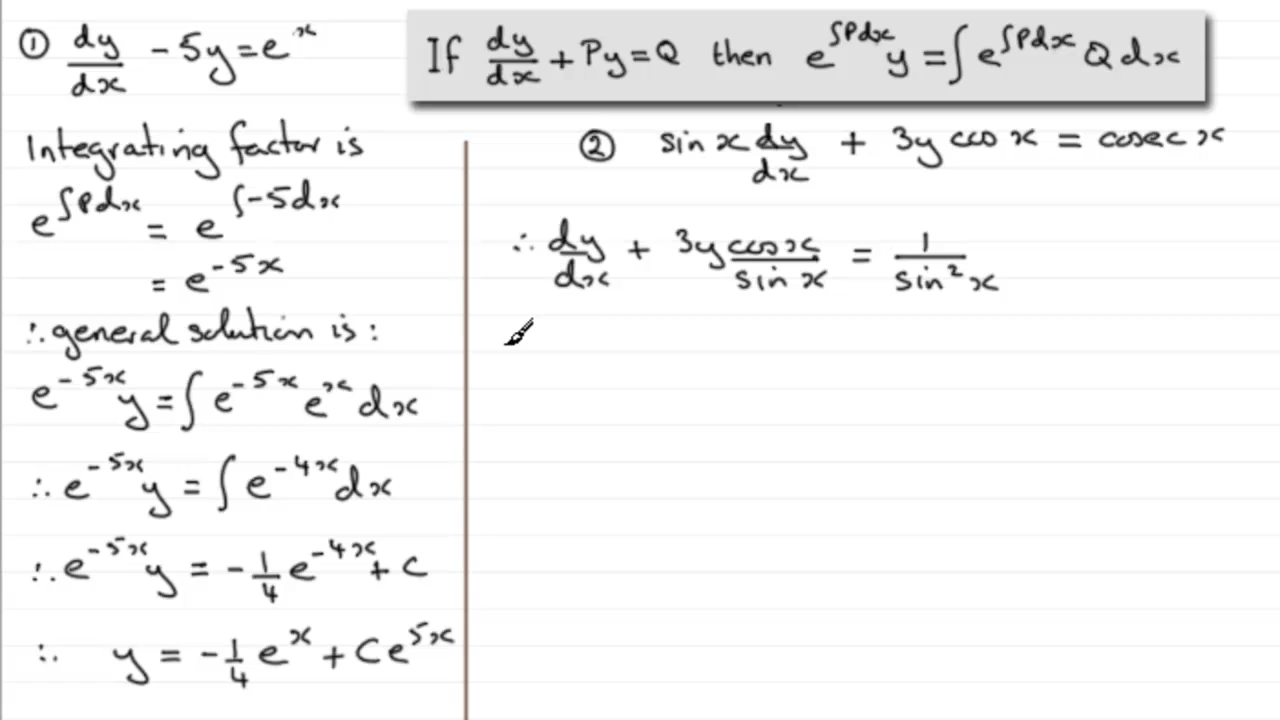 ① dy/dx - 5y = e^x
If dy/dx + Py = Q then e^∫Pdx y = ∫ e^∫Pdx Q dx
Integrating factor is
e^∫Pdx = e^∫-5dx
= e^-5x
∴ general solution is :
e^-5x y = ∫ e^-5x e^x dx
∴ e^-5x y = ∫ e^-4x dx
∴ e^-5x y = -1/4 e^-4x + C
∴ y = -1/4 e^x + Ce^5x
② sin x dy/dx + 3y cos x = cosec x
∴ dy/dx + 3y cos x/sin x = 1/sin² x